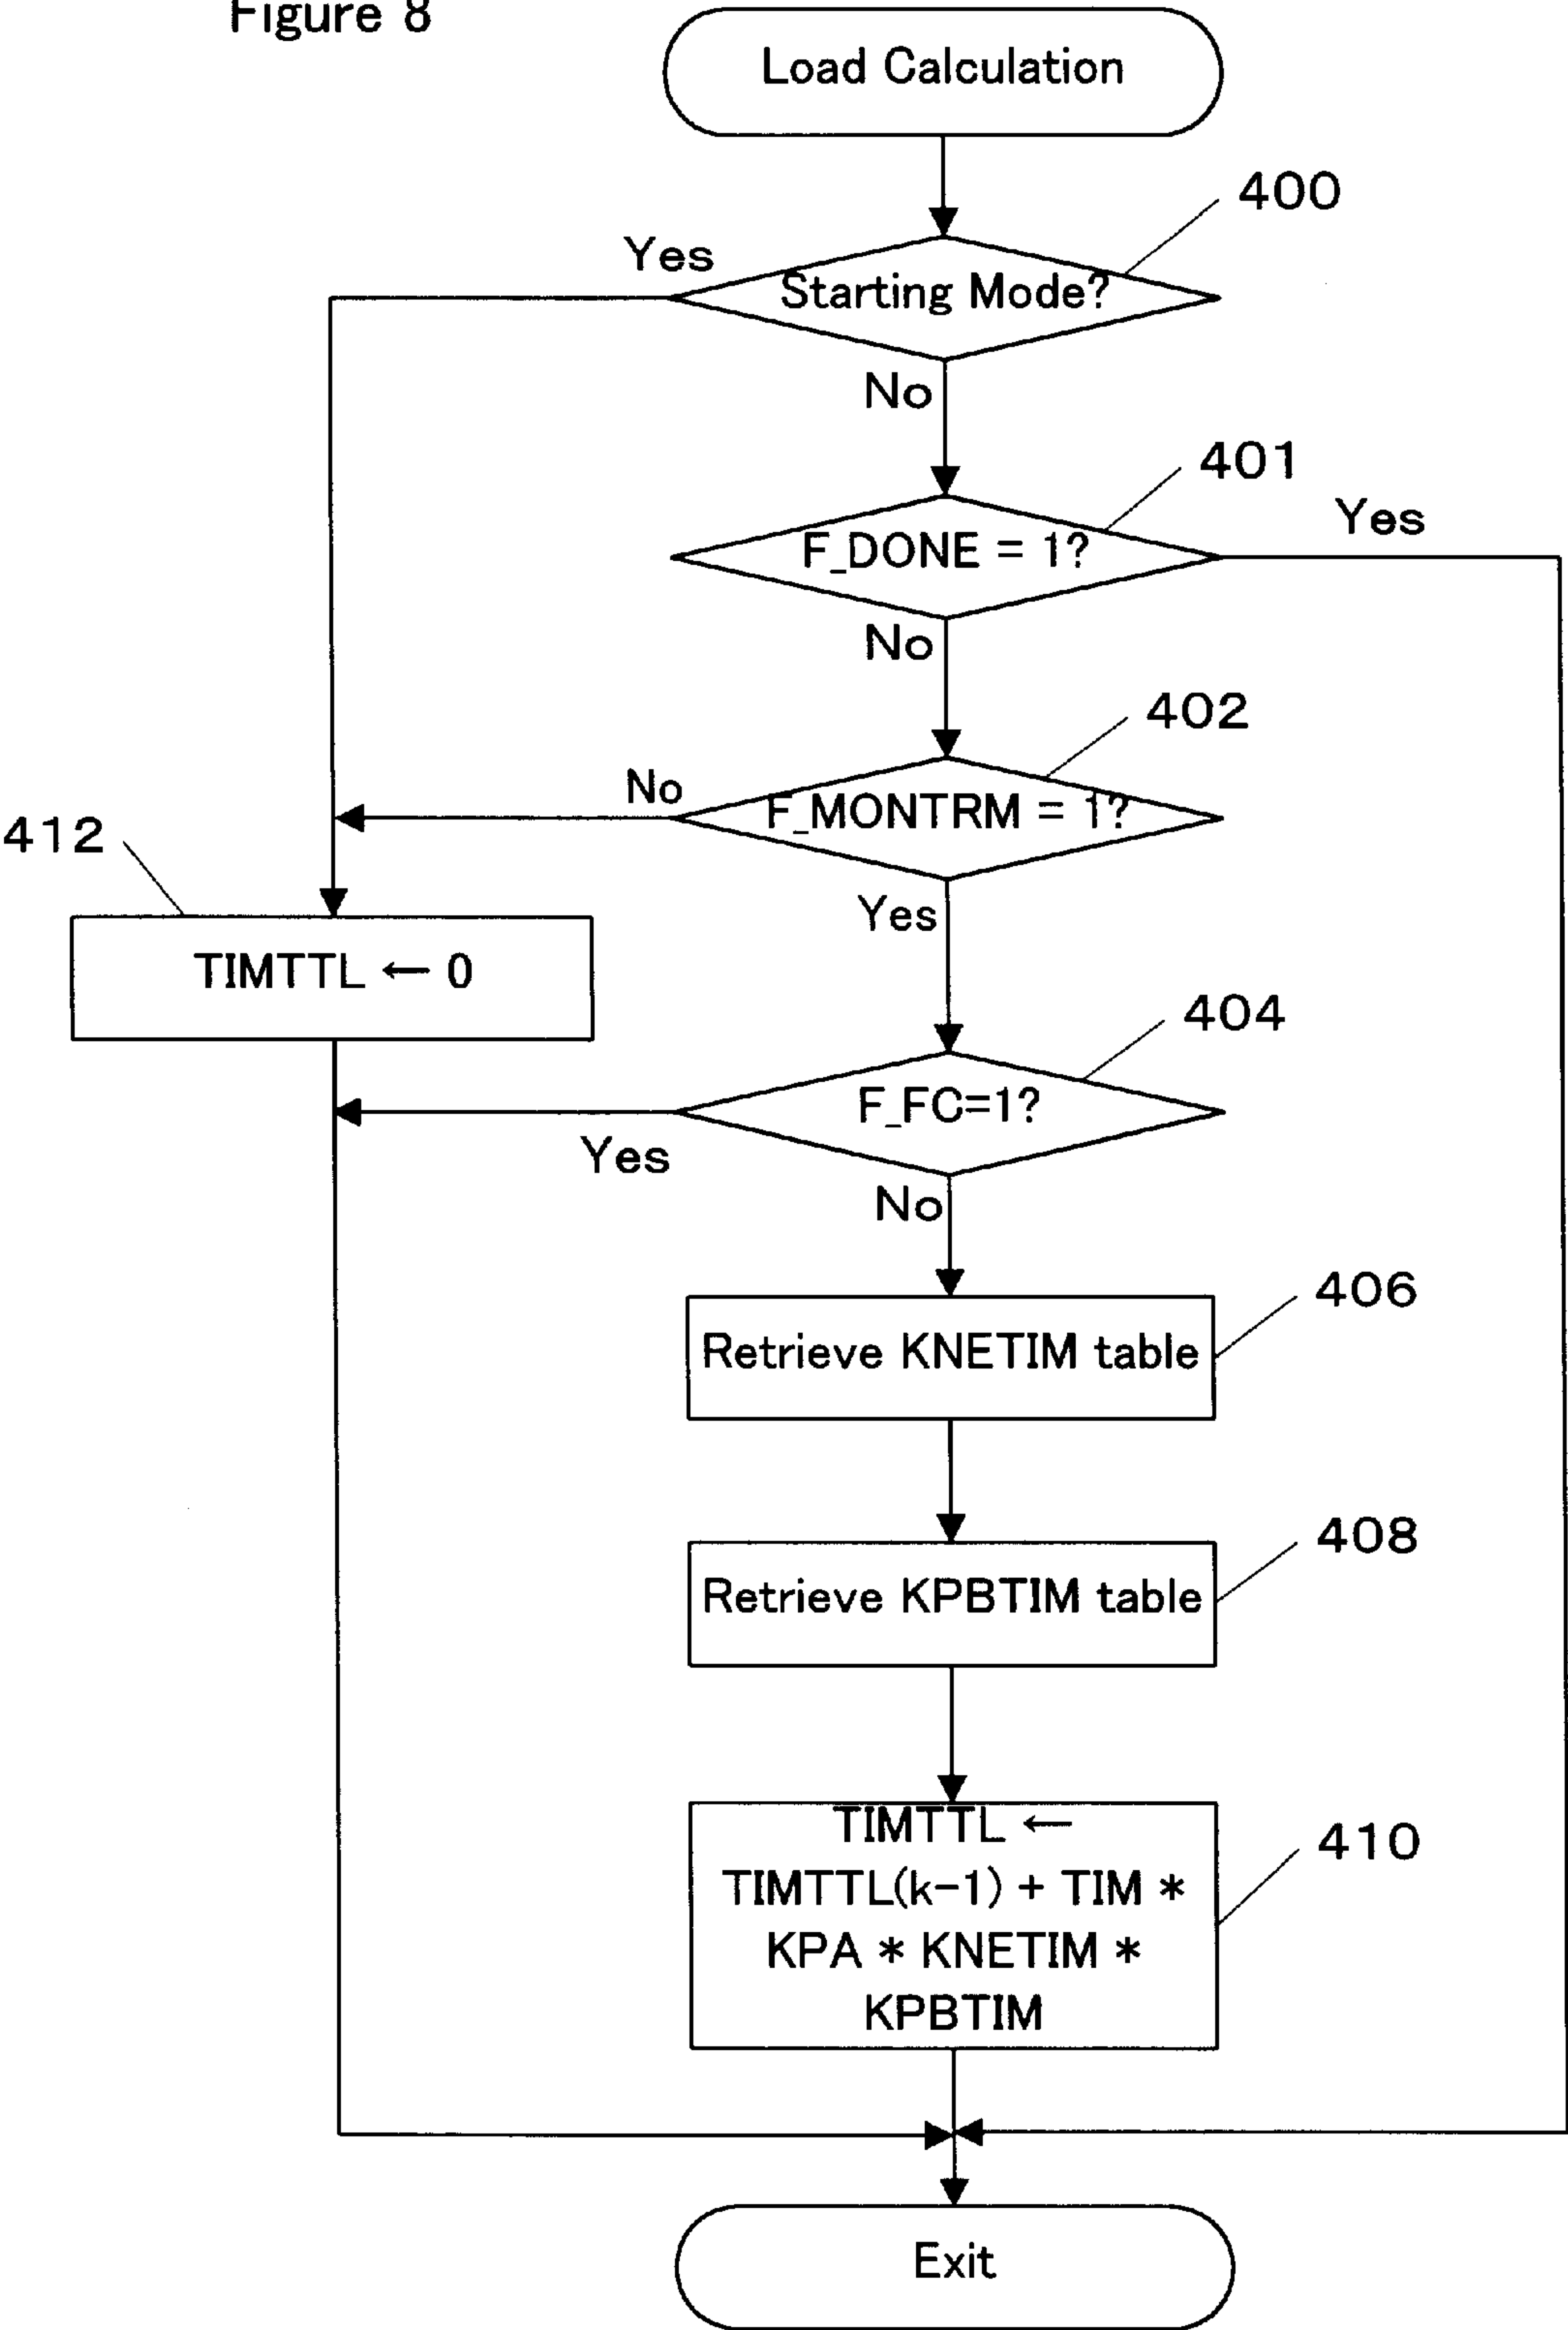 Figure 8
Load Calculation
400
Yes
Starting Mode?
No
401
Yes
F_DONE = 1?
No
402
No
F_MONTRM = 1?
412
Yes
TIMTTL ← 0
404
F_FC=1?
Yes
No
406
Retrieve KNETIM table
408
Retrieve KPBTIM table
TIMTTL ←
410
TIMTTL(k-1) + TIM *
KPA * KNETIM *
KPBTIM
Exit